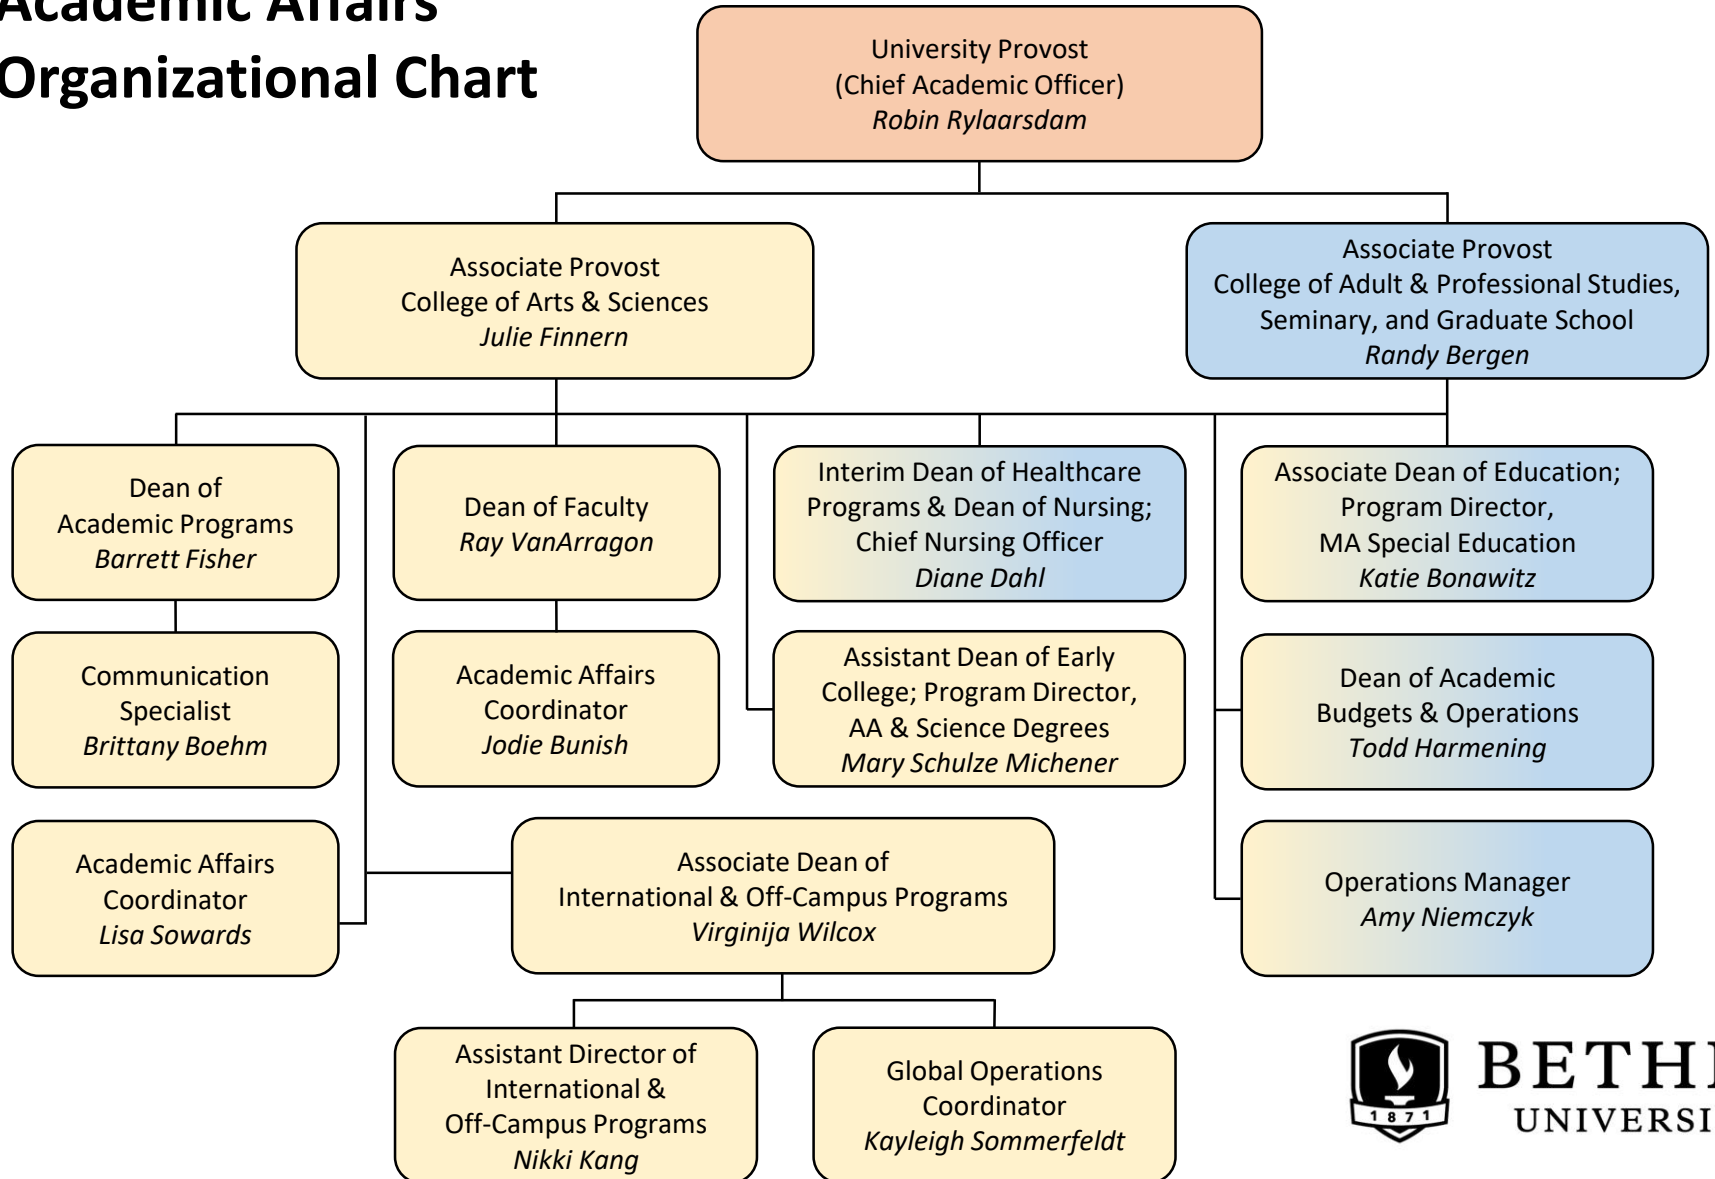 Academic Affairs
Organizational Chart
University Provost
(Chief Academic Officer)
Robin Rylaarsdam
Associate Provost
College of Arts & Sciences
Julie Finnern
Associate Provost
College of Adult & Professional Studies,
Seminary, and Graduate School
Randy Bergen
Dean of
Academic Programs
Barrett Fisher
Dean of Faculty
Ray VanArragon
Interim Dean of Healthcare
Programs & Dean of Nursing;
Chief Nursing Officer
Diane Dahl
Associate Dean of Education;
Program Director,
MA Special Education
Katie Bonawitz
Communication
Specialist
Brittany Boehm
Academic Affairs
Coordinator
Jodie Bunish
Assistant Dean of Early
College; Program Director,
AA & Science Degrees
Mary Schulze Michener
Dean of Academic
Budgets & Operations
Todd Harmening
Academic Affairs
Coordinator
Lisa Sowards
Associate Dean of
International & Off-Campus Programs
Virginija Wilcox
Operations Manager
Amy Niemczyk
Assistant Director of
International &
Off-Campus Programs
Nikki Kang
Global Operations
Coordinator
Kayleigh Sommerfeldt
1871
BETH
UNIVERSI